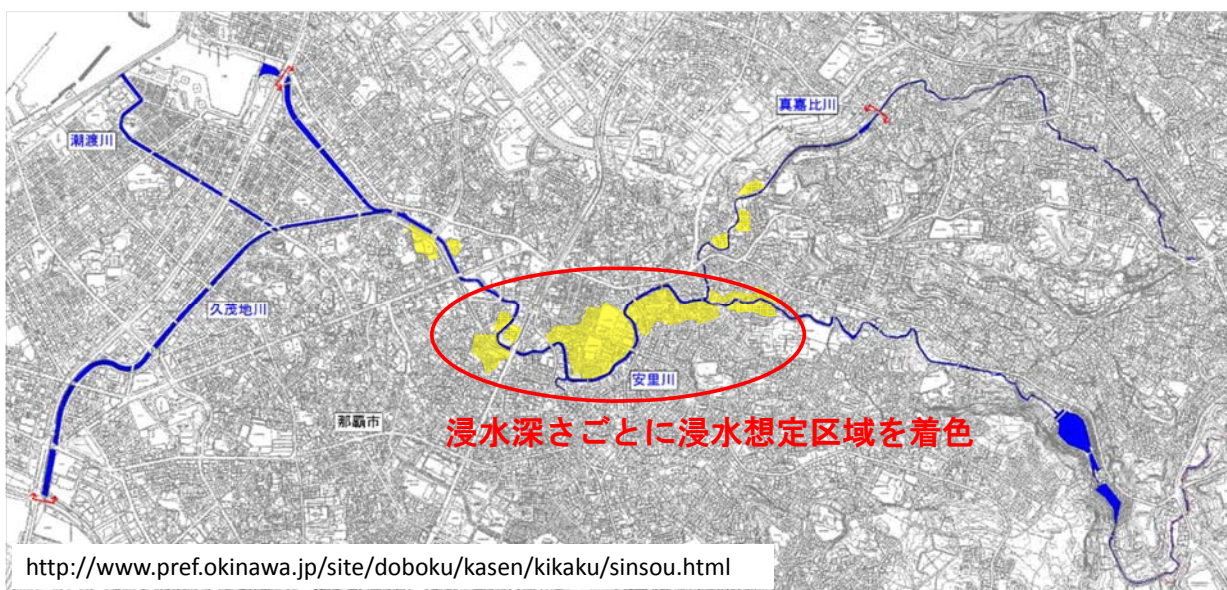 真嘉比川
潮渡川
久茂地川
安里川
那覇市
浸水深さごとに浸水想定区域を着色
http://www.pref.okinawa.jp/site/doboku/kasen/kikaku/sinsou.html